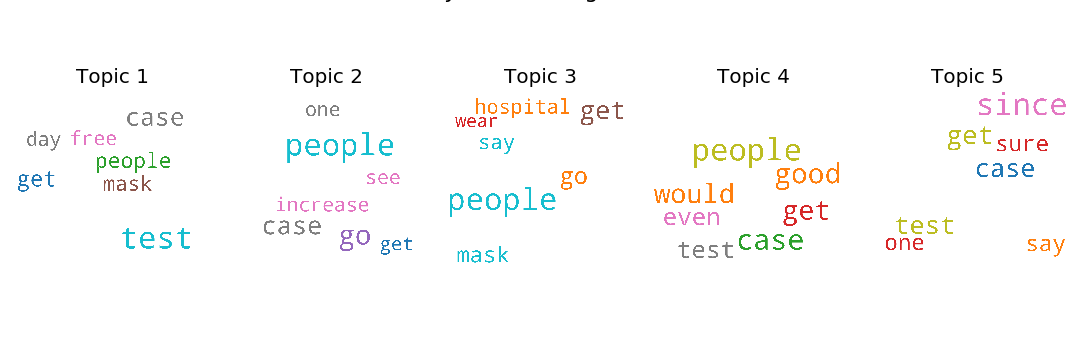 Topic 1
case
day free
people
get mask
test
Topic 2
one
people
see
increase
case
go get
Topic 3
hospital get
wear
say
go
people
mask
Topic 4
people
good
would
even get
test case
Topic 5
since
get sure
case
test
one say